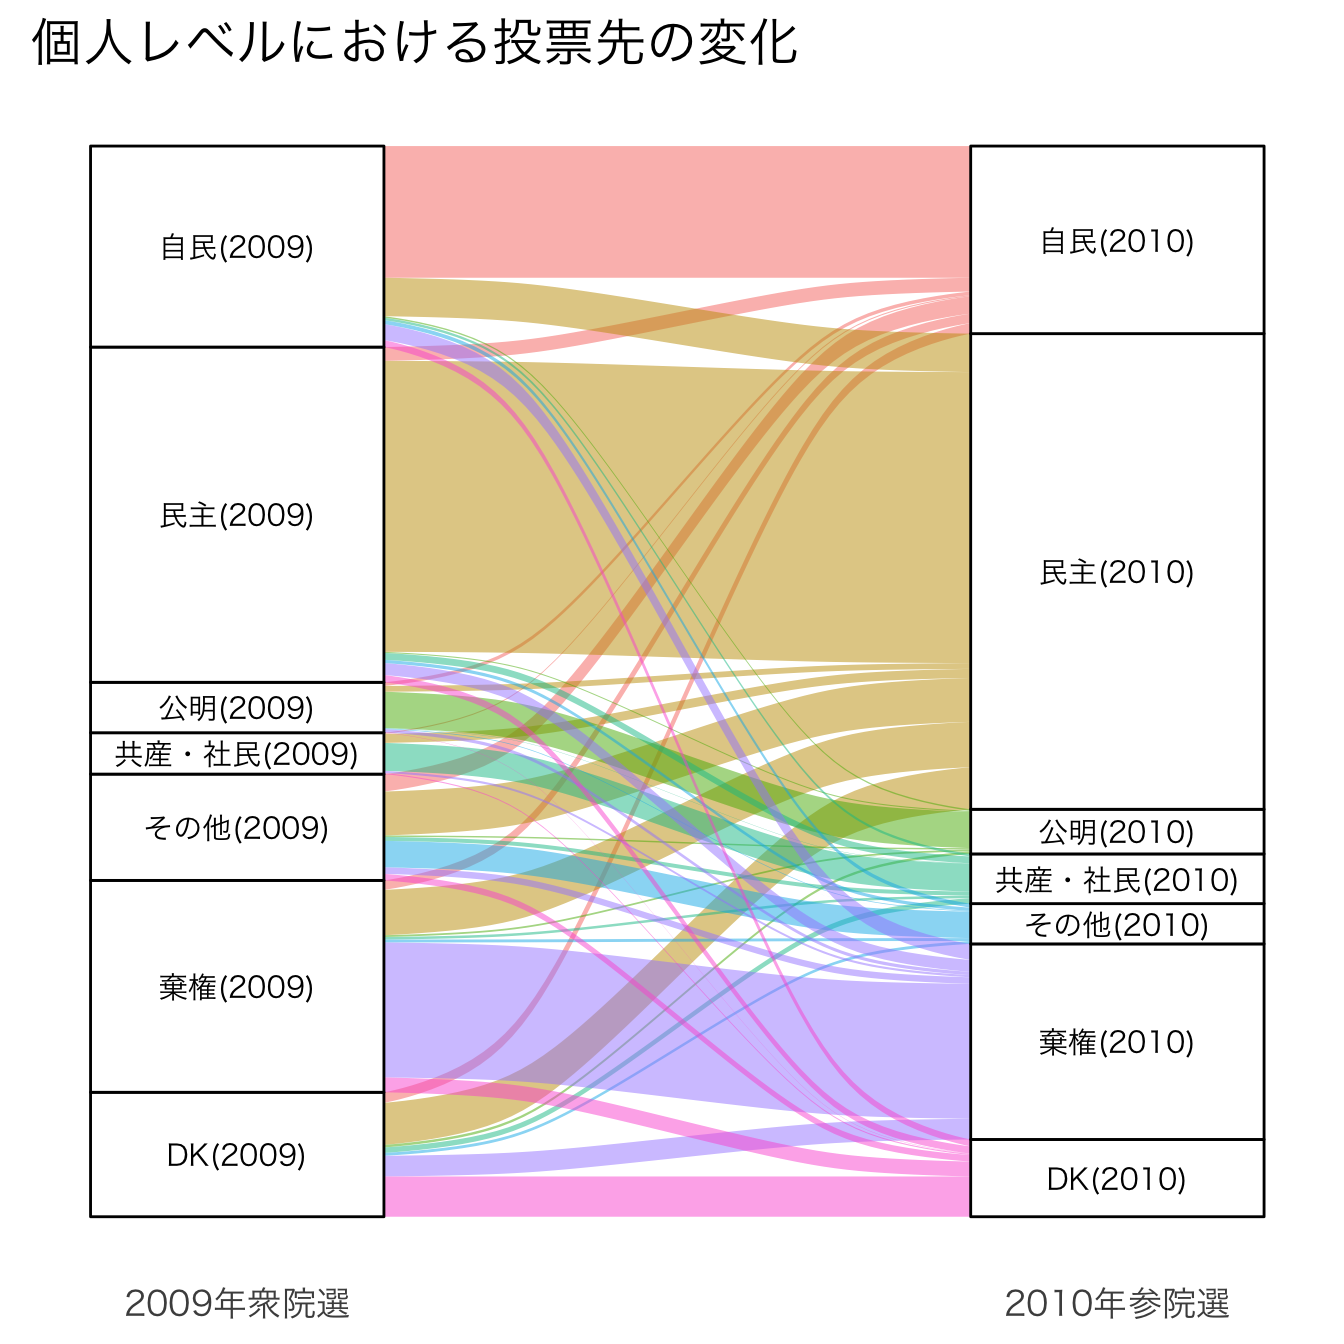 個人レベルにおける投票先の変化
自民(2009)
民主(2009)
公明(2009)
共産・社民(2009)
その他(2009)
棄権(2009)
DK(2009)
自民(2010)
民主(2010)
公明(2010)
共産・社民(2010)
その他(2010)
棄権(2010)
DK(2010)
2009年衆院選
2010年参院選